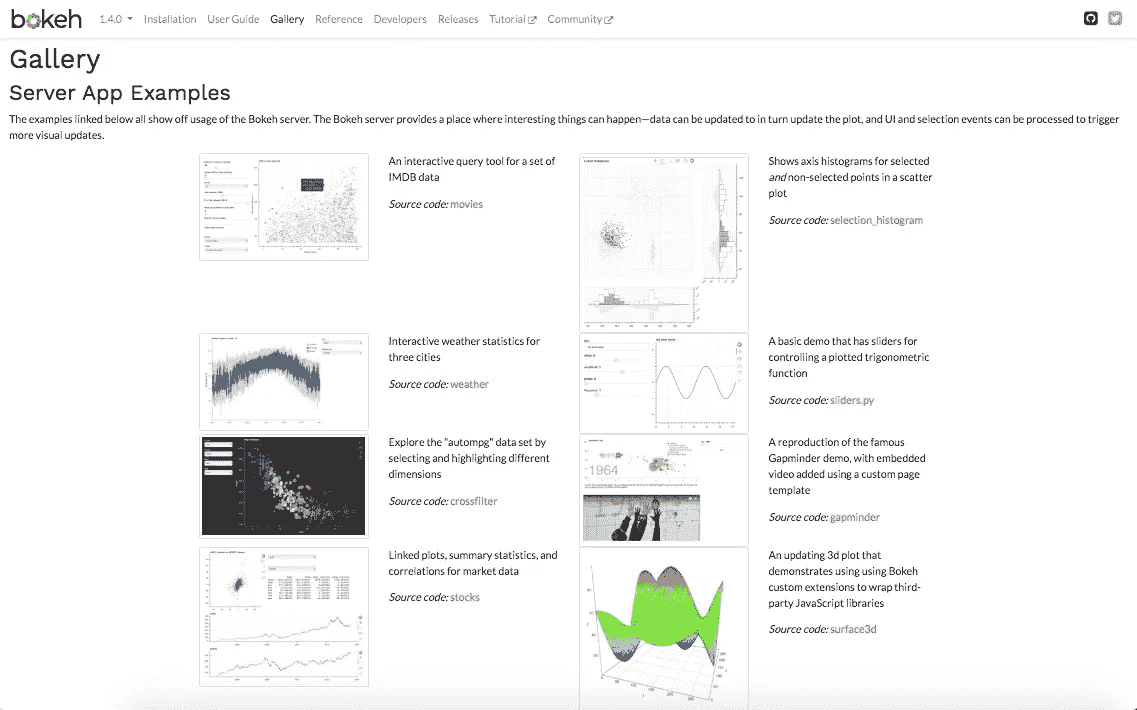 bokeh 1.4.0 Installation User Guide Gallery Reference Developers Releases Tutorial Community
Gallery
Server App Examples
The examples linked below all show off usage of the Bokeh server. The Bokeh server provides a place where interesting things can happen—data can be updated to in turn update the plot, and UI and selection events can be processed to trigger
more visual updates.
An interactive query tool for a set of
IMDB data
Source code: movies
Shows axis histograms for selected
and non-selected points in a scatter
plot
Source code: selection_histogram
Interactive weather statistics for
three cities
Source code: weather
A basic demo that has sliders for
controlling a plotted trigonometric
function
Source code: sliders.py
Explore the "autompg" data set by
selecting and highlighting different
dimensions
Source code: crossfilter
1964
A reproduction of the famous
Gapminder demo, with embedded
video added using a custom page
template
Source code: gapminder
Linked plots, summary statistics, and
correlations for market data
Source code: stocks
An updating 3d plot that
demonstrates using using Bokeh
custom extensions to wrap third-
party JavaScript libraries
Source code: surface3d